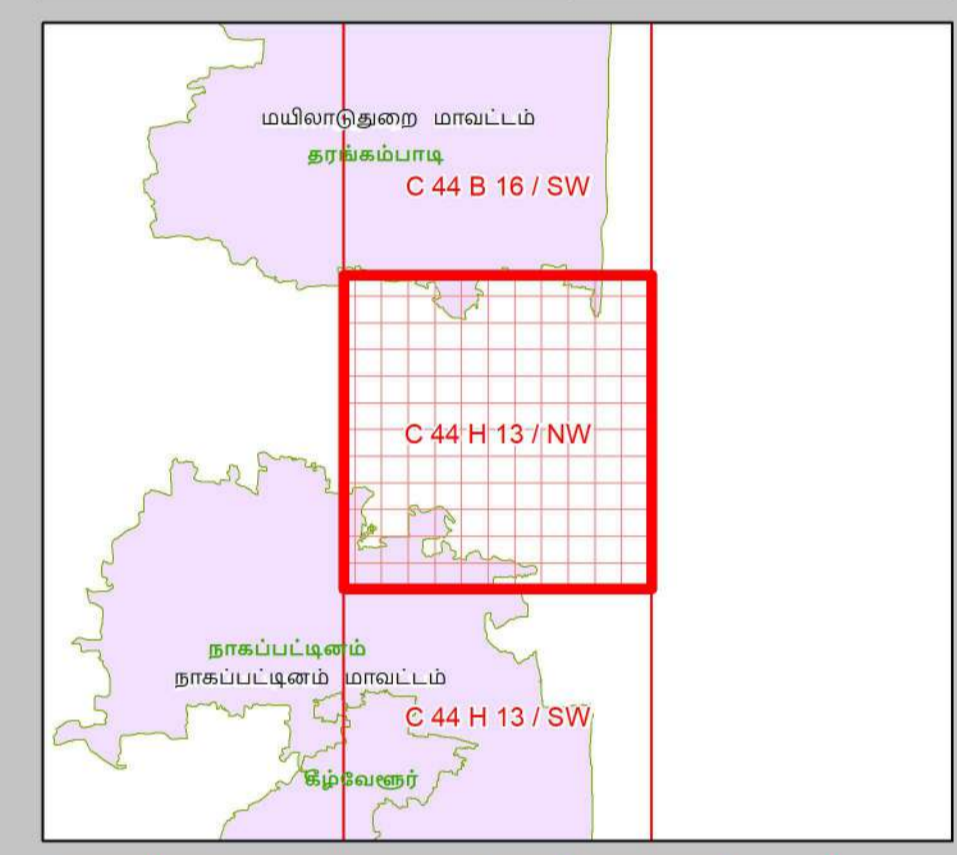 மயிலாடுதுறை மாவட்டம்
தரங்கம்பாடி
C 44 B 16 / SW
C 44 H 13 / NW
நாகப்பட்டினம்
நாகப்பட்டினம் மாவட்டம்
C 44 H 13 / SW
கீழ்வேளூர்